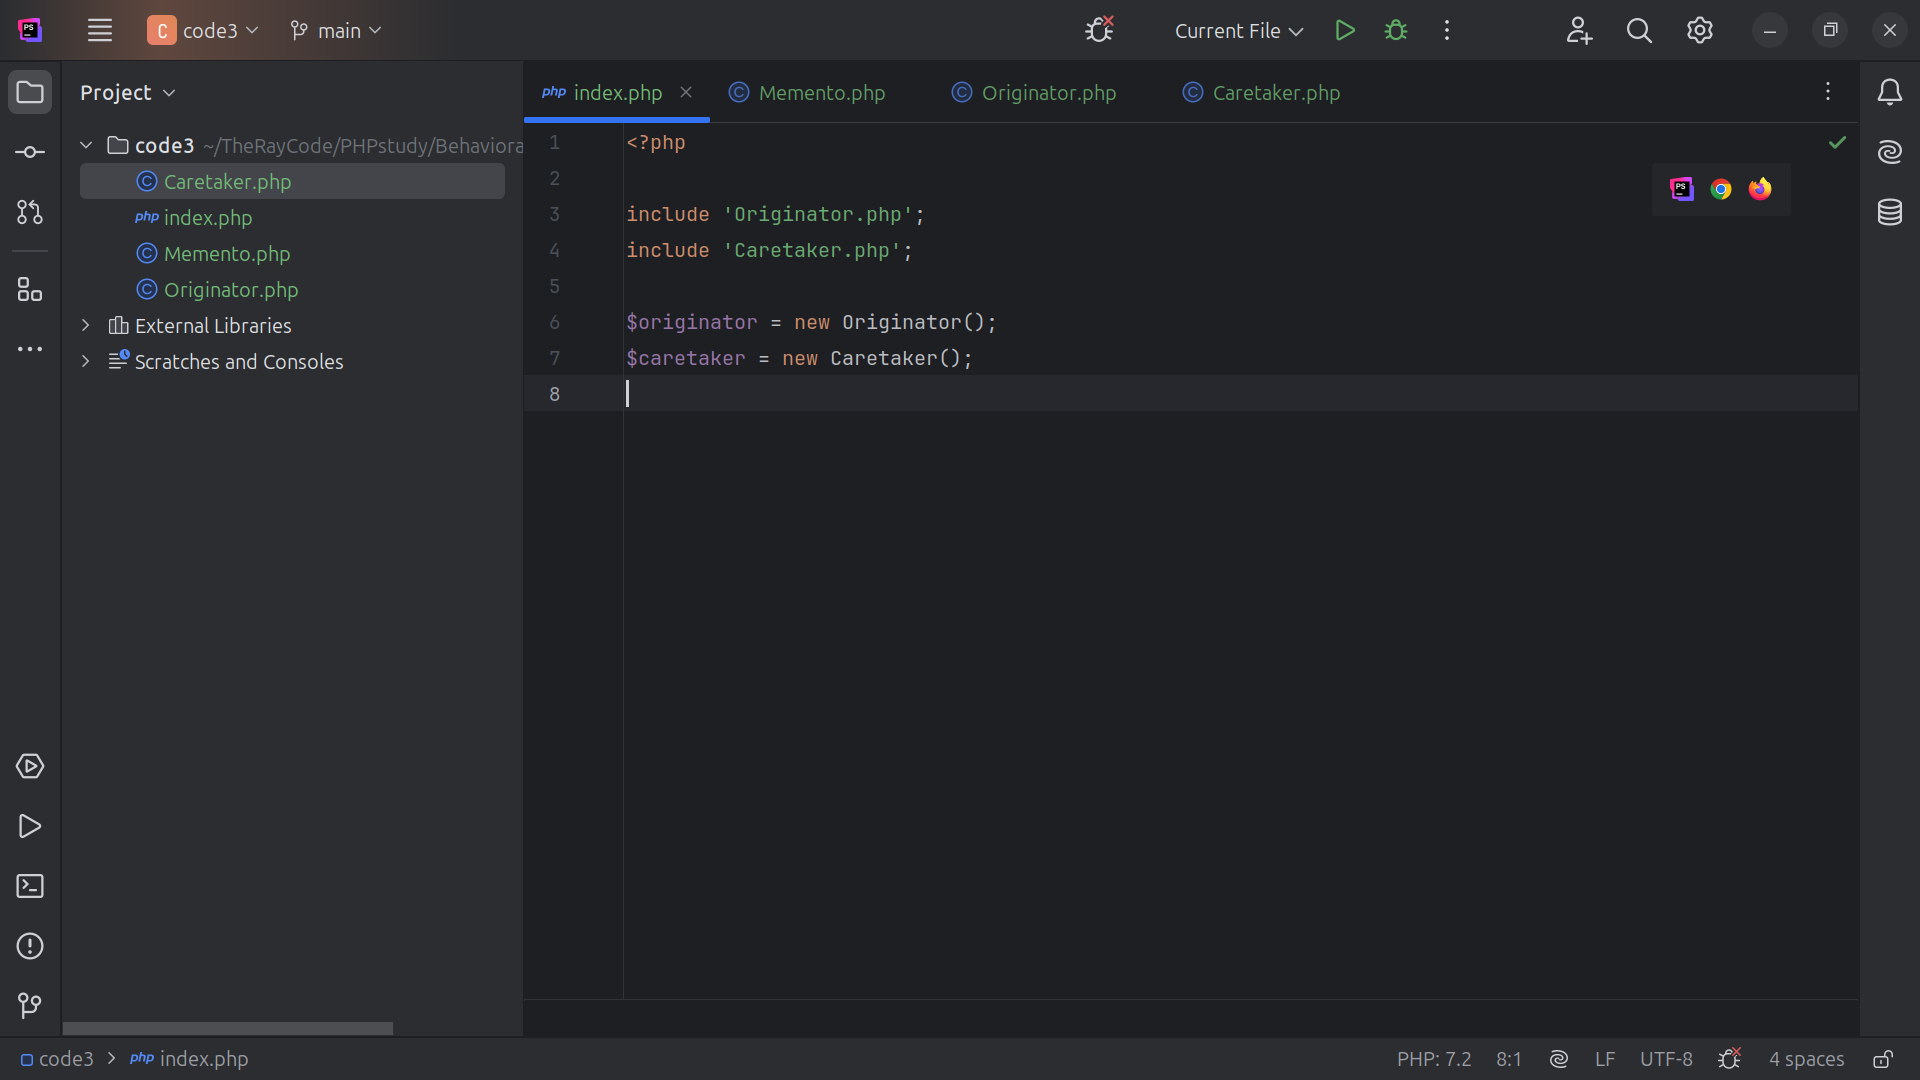 C code3 main Current File
Project
php index.php
Memento.php
Originator.php
Caretaker.php
code3 ~/TheRayCode/PHPstudy/Behaviora
Caretaker.php
php index.php
Memento.php
Originator.php
External Libraries
Scratches and Consoles
1 <?php
2
3 include 'Originator.php';
4 include 'Caretaker.php';
5
6 $originator = new Originator();
7 $caretaker = new Caretaker();
8
code3 > php index.php
PHP: 7.2 8:1 LF UTF-8 4 spaces